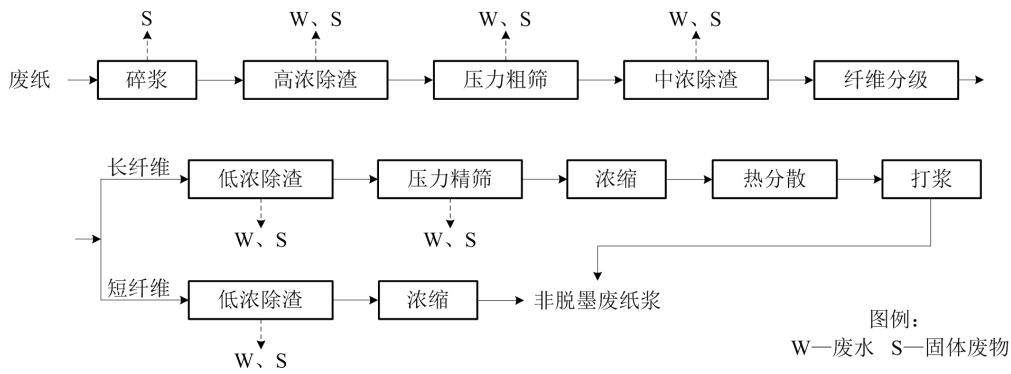 S
W、S
W、S
W、S
废纸
碎浆
高浓除渣
压力粗筛
中浓除渣
纤维分级
长纤维
低浓除渣
压力精筛
浓缩
热分散
打浆
W、S
W、S
短纤维
低浓除渣
浓缩
非脱墨废纸浆
W、S
图例：
W—废水 S—固体废物